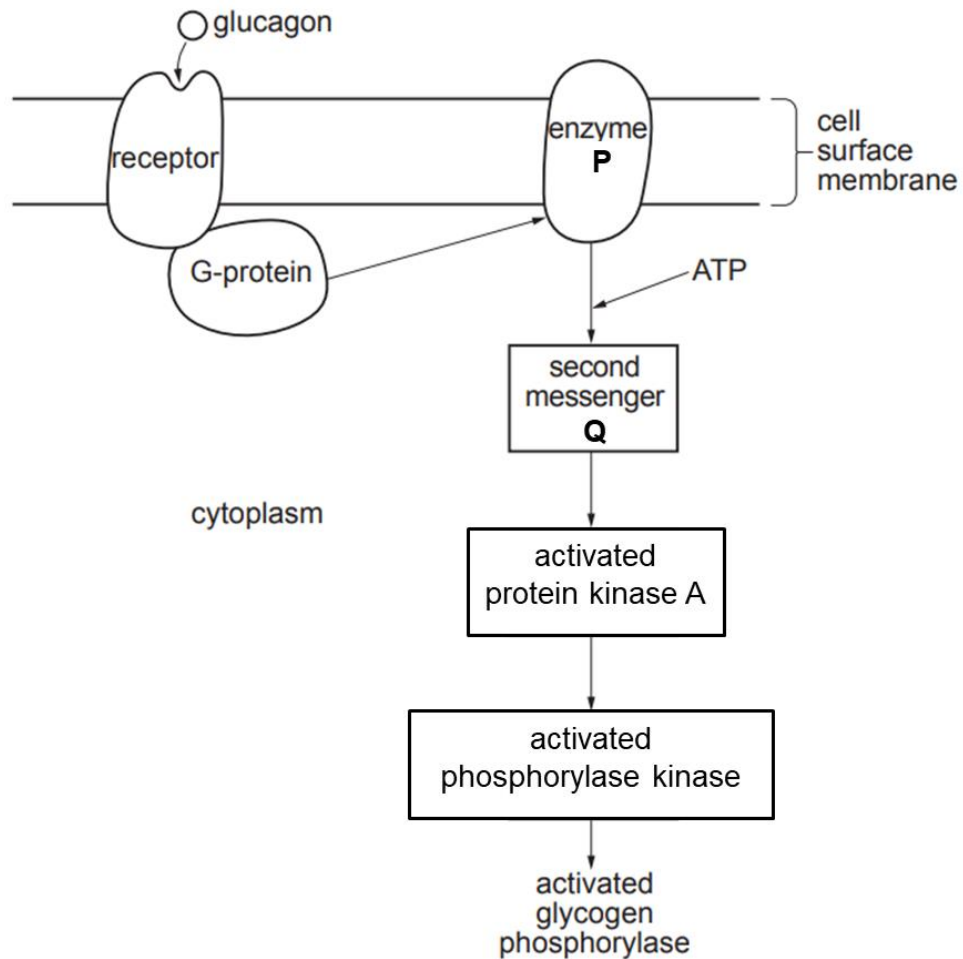 glucagon
receptor
enzyme
P
cell
surface
membrane
G-protein
ATP
second
messenger
Q
cytoplasm
activated
protein kinase A
activated
phosphorylase kinase
activated
glycogen
phosphorylase